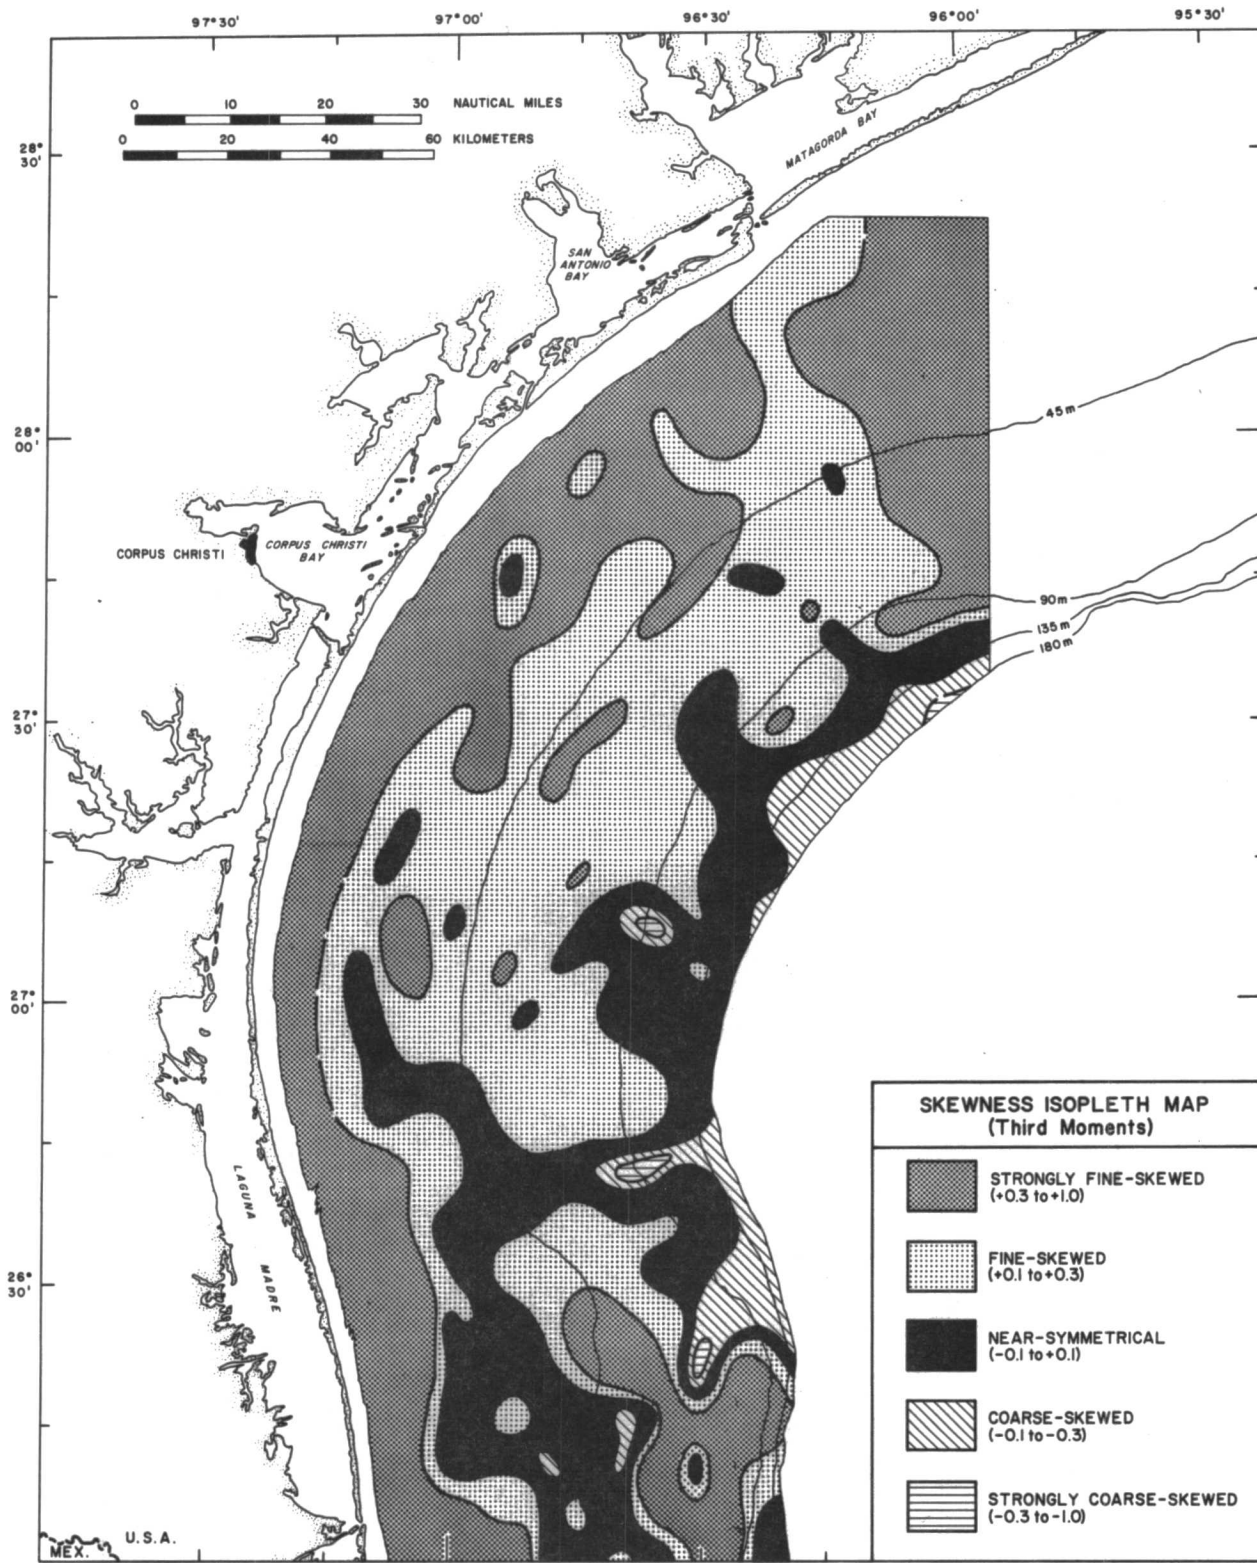 97°30' 97°00' 96°30' 96°00' 95°30'
0 10 20 30 NAUTICAL MILES
0 20 40 60 KILOMETERS
28°
30'
MATAGORDA BAY
SAN
ANTONIO
BAY
28°
00'
45m
CORPUS CHRISTI
CORPUS CHRISTI
BAY
90m
135m
180m
27°
30'
27°
00'
LAGUNA MADRE
26°
30'
U.S.A.
MEX.
SKEWNESS ISOPLETH MAP
(Third Moments)
STRONGLY FINE-SKEWED
(+0.3 to +1.0)
FINE-SKEWED
(+0.1 to +0.3)
NEAR-SYMMETRICAL
(-0.1 to +0.1)
COARSE-SKEWED
(-0.1 to -0.3)
STRONGLY COARSE-SKEWED
(-0.3 to -1.0)